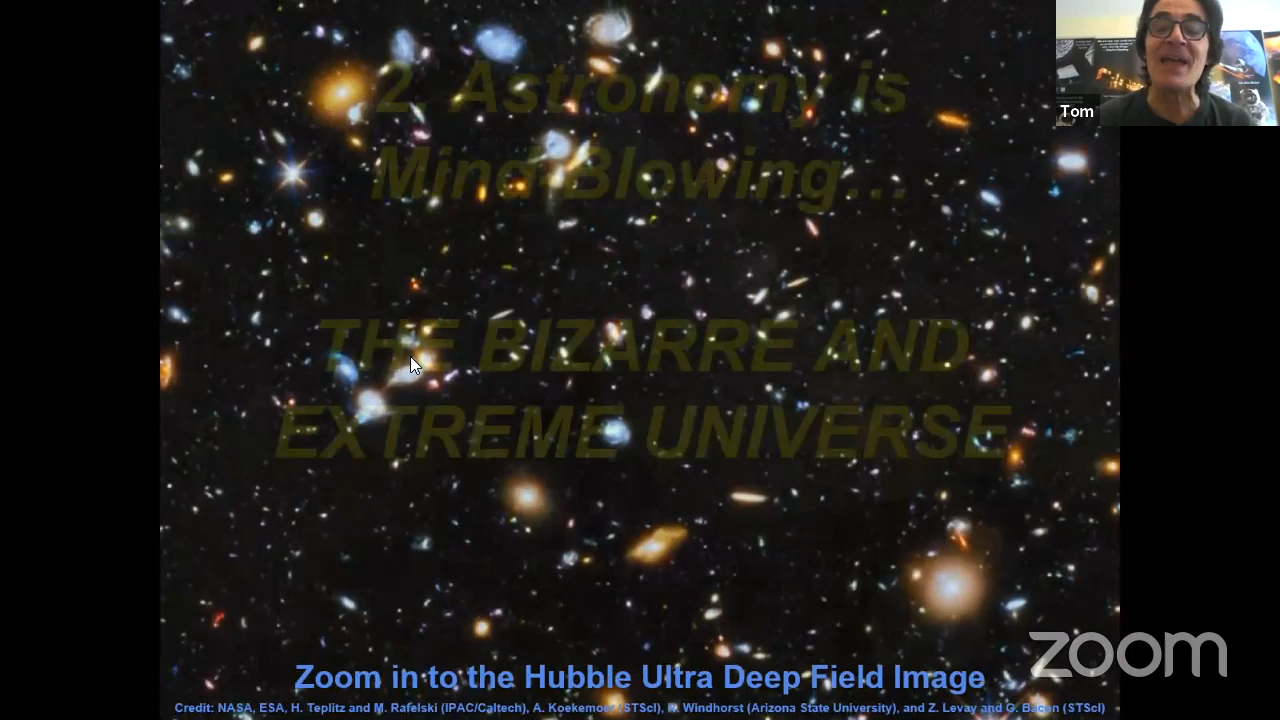 2. Astronomy is
Mind-Blowing...
THE BIZARRE AND
EXTREME UNIVERSE
Tom
zoom
Zoom in to the Hubble Ultra Deep Field Image
Credit: NASA, ESA, H. Teplitz and M. Rafelski (IPAC/Caltech), A. Koekemoer (STScI), R. Windhorst (Arizona State University), and Z. Levay and G. Bacon (STScI)